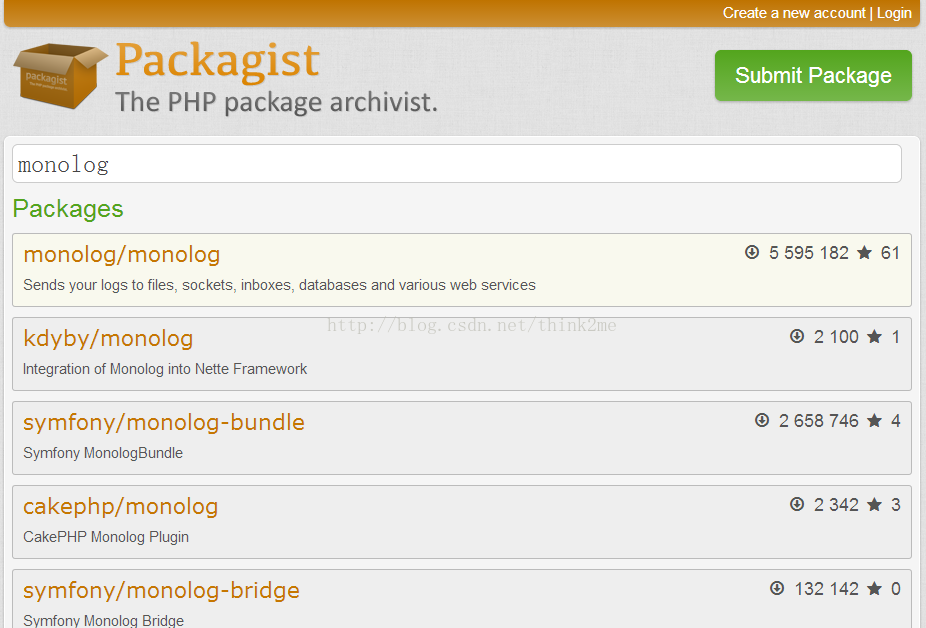 Create a new account | Login
packagist
Packagist
The PHP package archivist.
Submit Package
monolog
Packages
monolog/monolog 5 595 182 61
Sends your logs to files, sockets, inboxes, databases and various web services
http://blog.csdn.net/think2me
kdyby/monolog 2 100 1
Integration of Monolog into Nette Framework
symfony/monolog-bundle 2 658 746 4
Symfony MonologBundle
cakephp/monolog 2 342 3
CakePHP Monolog Plugin
symfony/monolog-bridge 132 142 0
Symfony Monolog Bridge